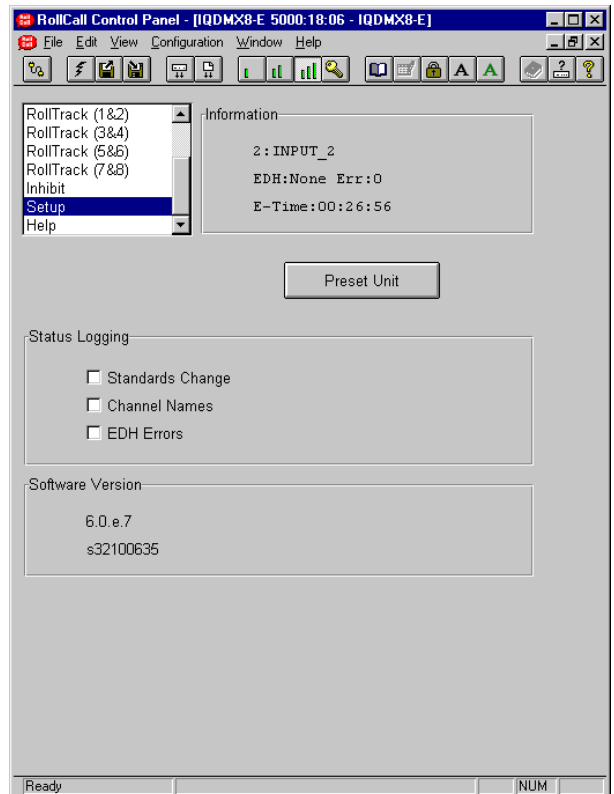 RollCall Control Panel - [IQDMX8-E 5000:18:06 - IQDMX8-E]
File Edit View Configuration Window Help
A A ? ?
RollTrack (1&2)
RollTrack (3&4)
RollTrack (5&6)
RollTrack (7&8)
Inhibit
Setup
Help
Information
2:INPUT_2
EDH:None Err:0
E-Time:00:26:56
Preset Unit
Status Logging
Standards Change
Channel Names
EDH Errors
Software Version
6.0.e.7
s32100635
Ready
NUM